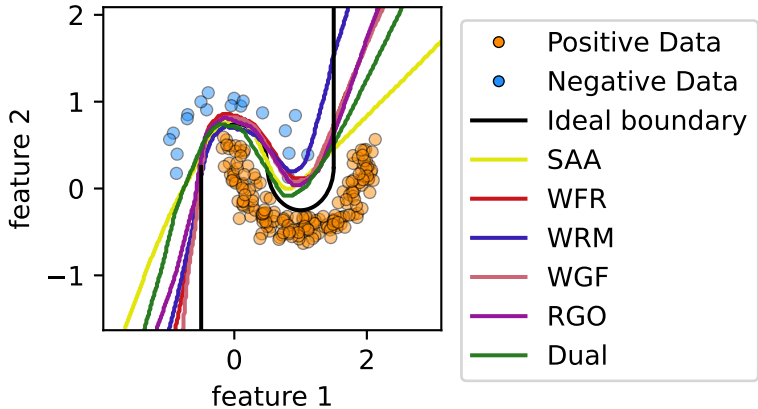 2
1
0
−1
feature 2
0
2
feature 1
Positive Data
Negative Data
Ideal boundary
SAA
WFR
WRM
WGF
RGO
Dual